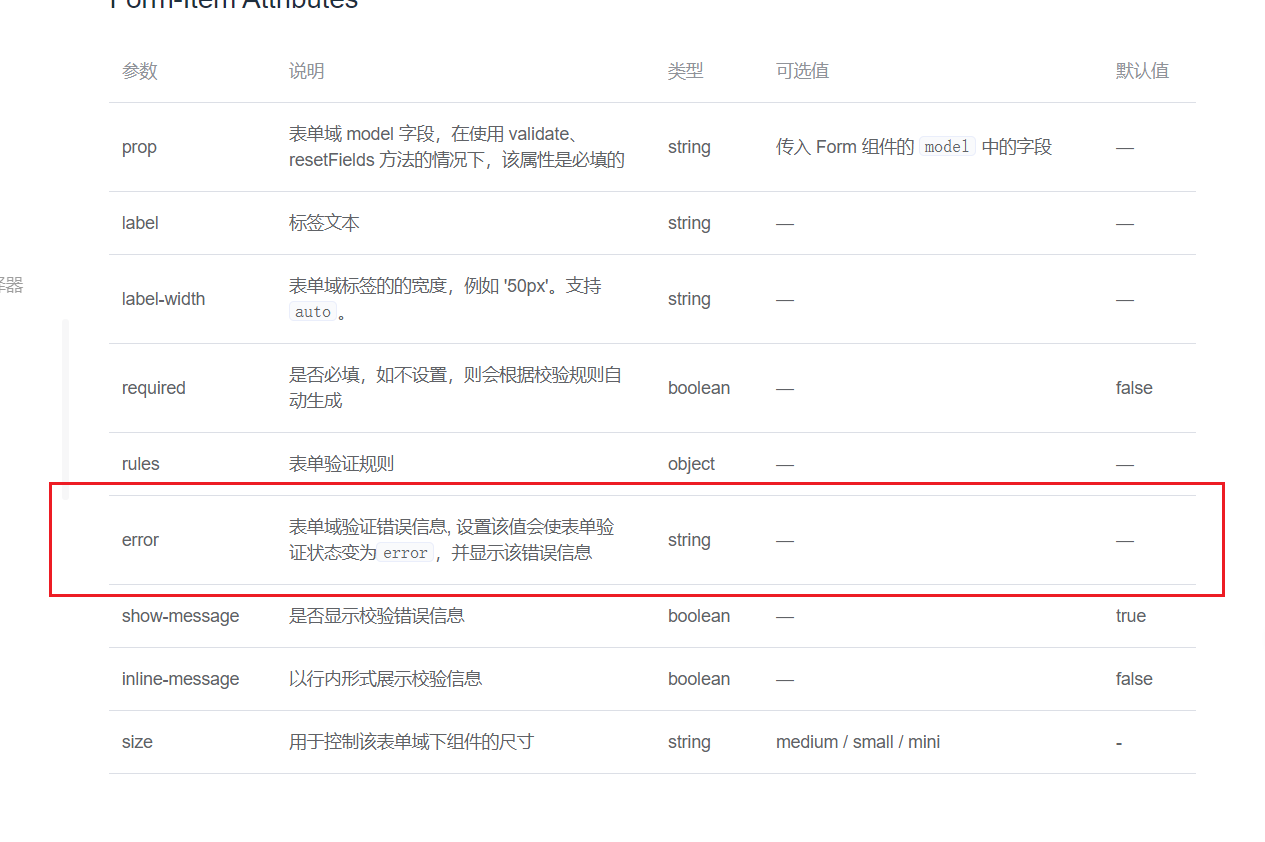 Form-Item Attributes
参数 说明 类型 可选值 默认值
表单域 model 字段，在使用 validate、
prop string 传入 Form 组件的 model 中的字段 —
resetFields 方法的情况下，该属性是必填的
label 标签文本 string — —
择器
表单域标签的的宽度，例如 '50px'。支持
label-width string — —
auto 。
是否必填，如不设置，则会根据校验规则自
required boolean — false
动生成
rules 表单验证规则 object — —
表单域验证错误信息, 设置该值会使表单验
error string — —
证状态变为 error ，并显示该错误信息
show-message 是否显示校验错误信息 boolean — true
inline-message 以行内形式展示校验信息 boolean — false
size 用于控制该表单域下组件的尺寸 string medium / small / mini -